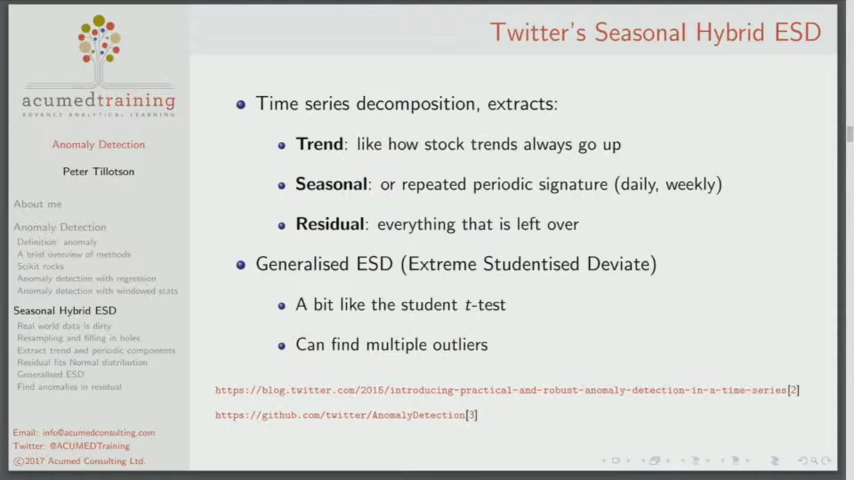 acumedtraining
ADVANCE ANALYTICAL LEARNING
Anomaly Detection
Peter Tillotson
About me
Anomaly Detection
Definition: anomaly
A brief overview of methods
Scikit rocks
Anomaly detection with regression
Anomaly detection with windowed stats
Seasonal Hybrid ESD
Real world data is dirty
Resampling and filling in holes
Extract trend and periodic components
Residual fits Normal distribution
Generalised ESD
Find anomalies in residual
Email: info@acumedconsulting.com
Twitter: @ACUMEDTraining
©2017 Acumed Consulting Ltd.
Twitter's Seasonal Hybrid ESD
Time series decomposition, extracts:
Trend: like how stock trends always go up
Seasonal: or repeated periodic signature (daily, weekly)
Residual: everything that is left over
Generalised ESD (Extreme Studentised Deviate)
A bit like the student t-test
Can find multiple outliers
https://blog.twitter.com/2015/introducing-practical-and-robust-anomaly-detection-in-a-time-series[2]
https://github.com/twitter/AnomalyDetection[3]